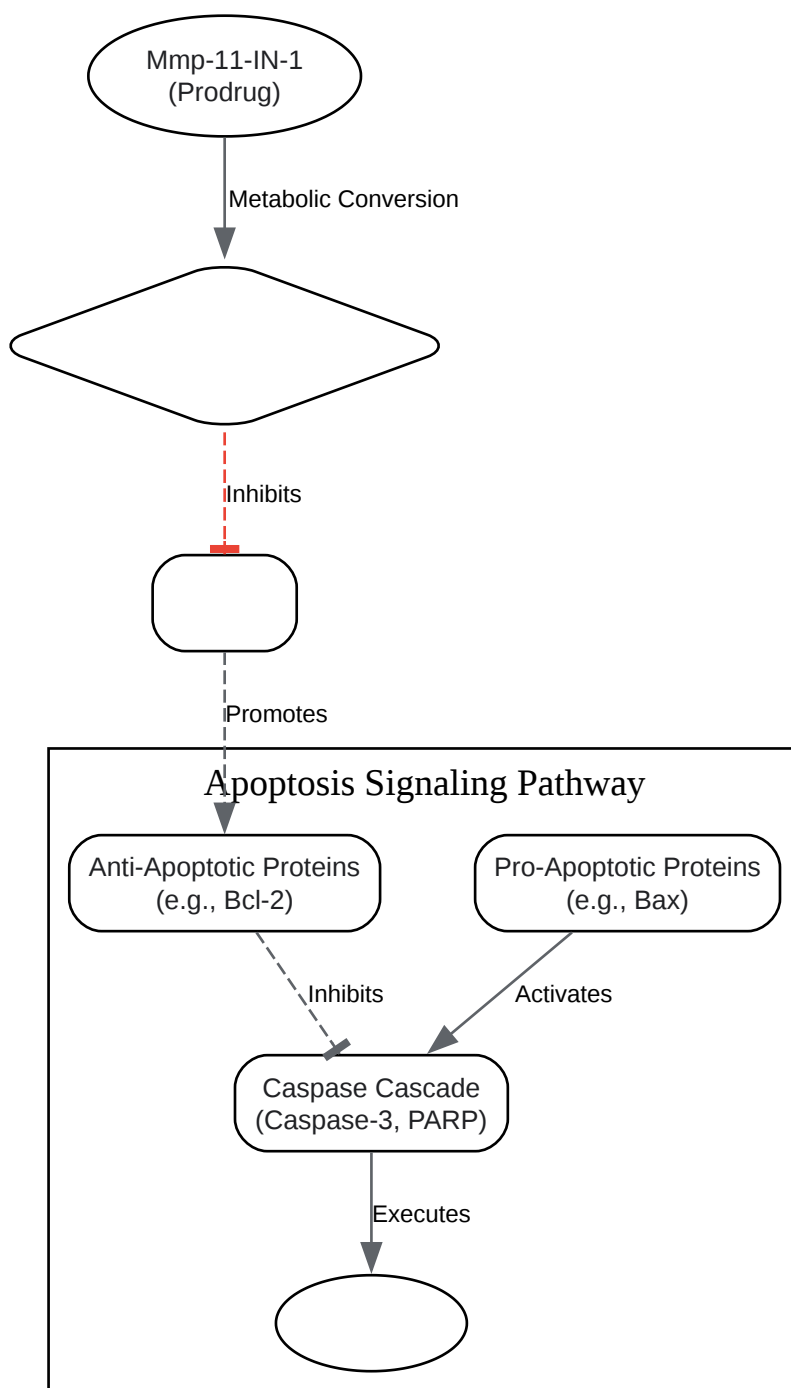 Mmp-11-IN-1
(Prodrug)
Metabolic Conversion
Inhibits
Promotes
Apoptosis Signaling Pathway
Anti-Apoptotic Proteins
(e.g., Bcl-2)
Pro-Apoptotic Proteins
(e.g., Bax)
Inhibits
Activates
Caspase Cascade
(Caspase-3, PARP)
Executes